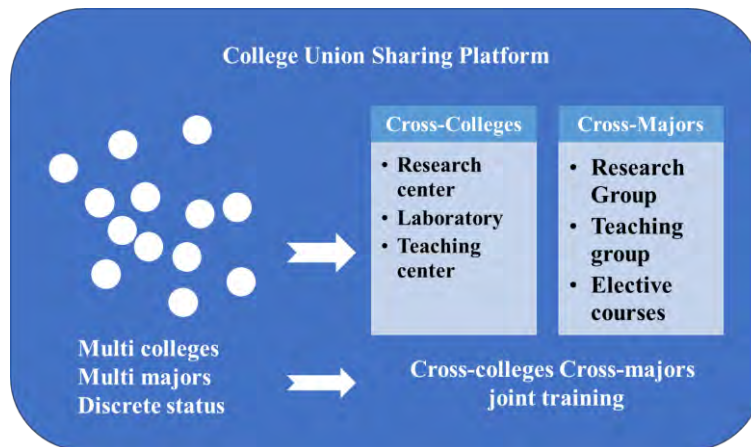 College Union Sharing Platform
Cross-Colleges
• Research
center
• Laboratory
• Teaching
center
Cross-Majors
• Research
Group
• Teaching
group
• Elective
courses
Multi colleges
Multi majors
Discrete status
Cross-colleges Cross-majors
joint training